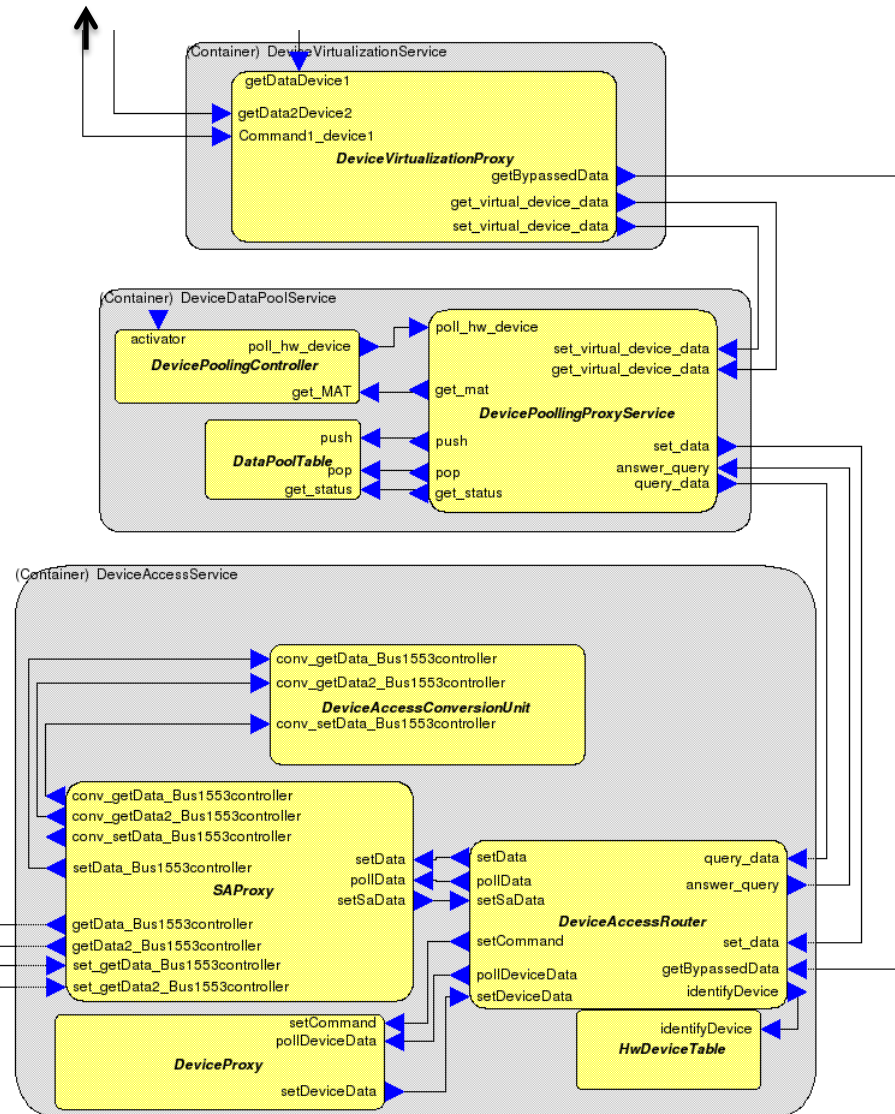 (Container) DeviceVirtualizationService
getDataDevice1
getData2Device2
Command1_device1
DeviceVirtualizationProxy
getBypassedData
get_virtual_device_data
set_virtual_device_data
(Container) DeviceDataPoolService
activator
poll_hw_device
DevicePoolingController
get_MAT
poll_hw_device
set_virtual_device_data
get_virtual_device_data
get_mat
DevicePoollingProxyService
push
DataPoolTable
pop
get_status
push
pop
get_status
set_data
answer_query
query_data
(Container) DeviceAccessService
conv_getData_Bus1553controller
conv_getData2_Bus1553controller
DeviceAccessConversionUnit
conv_setData_Bus1553controller
conv_getData_Bus1553controller
conv_getData2_Bus1553controller
conv_setData_Bus1553controller
setData_Bus1553controller
SAProxy
setData
pollData
setSaData
getData_Bus1553controller
getData2_Bus1553controller
set_getData_Bus1553controller
set_getData2_Bus1553controller
setData
pollData
setSaData
query_data
answer_query
DeviceAccessRouter
setCommand
set_data
pollDeviceData
getBypassedData
setDeviceData
identifyDevice
setCommand
pollDeviceData
DeviceProxy
setDeviceData
identifyDevice
HwDeviceTable